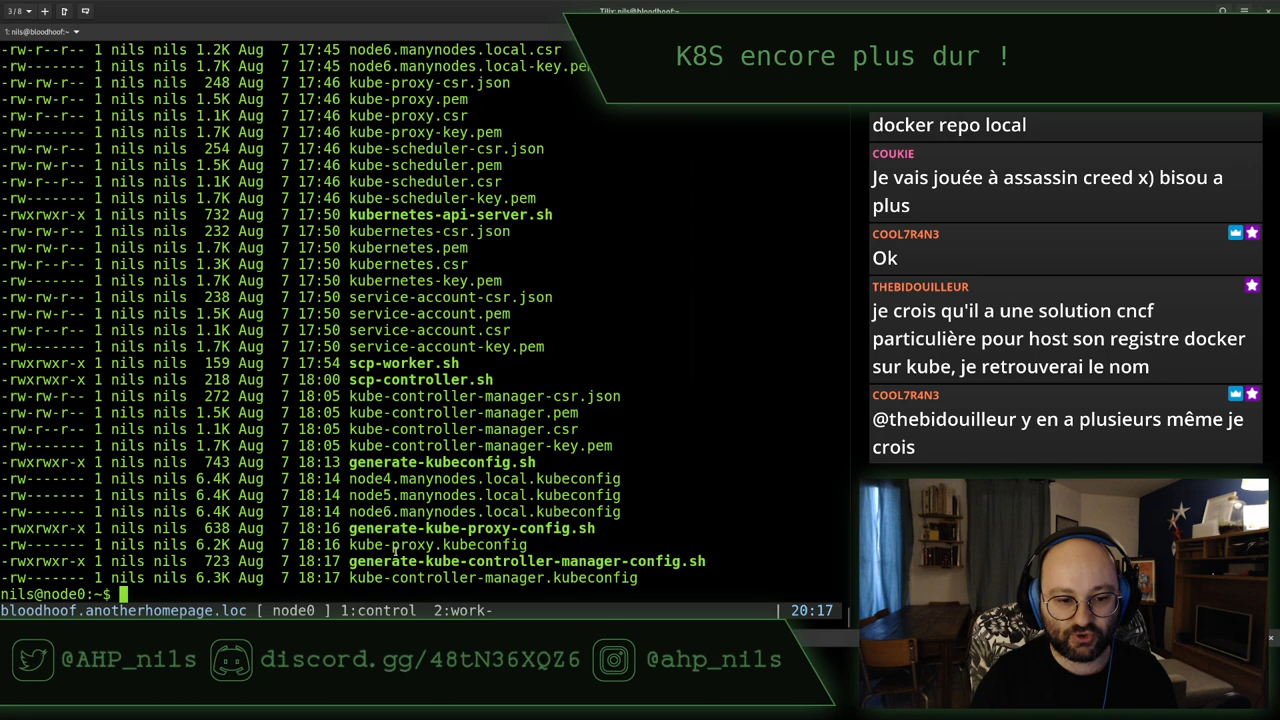 3/8
Tilix: nils@bloodhoof:~
1: nils@bloodhoof:~
-rw-r--r-- 1 nils nils 1.2K Aug  7 17:45 node6.manynodes.local.csr
-rw------- 1 nils nils 1.7K Aug  7 17:45 node6.manynodes.local-key.pem
-rw-rw-r-- 1 nils nils  248 Aug  7 17:46 kube-proxy-csr.json
-rw-rw-r-- 1 nils nils 1.5K Aug  7 17:46 kube-proxy.pem
-rw-r--r-- 1 nils nils 1.1K Aug  7 17:46 kube-proxy.csr
-rw------- 1 nils nils 1.7K Aug  7 17:46 kube-proxy-key.pem
-rw-rw-r-- 1 nils nils  254 Aug  7 17:46 kube-scheduler-csr.json
-rw-rw-r-- 1 nils nils 1.5K Aug  7 17:46 kube-scheduler.pem
-rw-r--r-- 1 nils nils 1.1K Aug  7 17:46 kube-scheduler.csr
-rw------- 1 nils nils 1.7K Aug  7 17:46 kube-scheduler-key.pem
-rwxrwxr-x 1 nils nils  732 Aug  7 17:50 kubernetes-api-server.sh
-rw-rw-r-- 1 nils nils  232 Aug  7 17:50 kubernetes-csr.json
-rw-rw-r-- 1 nils nils 1.7K Aug  7 17:50 kubernetes.pem
-rw-r--r-- 1 nils nils 1.3K Aug  7 17:50 kubernetes.csr
-rw------- 1 nils nils 1.7K Aug  7 17:50 kubernetes-key.pem
-rw-rw-r-- 1 nils nils  238 Aug  7 17:50 service-account-csr.json
-rw-rw-r-- 1 nils nils 1.5K Aug  7 17:50 service-account.pem
-rw-r--r-- 1 nils nils 1.1K Aug  7 17:50 service-account.csr
-rw------- 1 nils nils 1.7K Aug  7 17:50 service-account-key.pem
-rwxrwxr-x 1 nils nils  159 Aug  7 17:54 scp-worker.sh
-rwxrwxr-x 1 nils nils  218 Aug  7 18:00 scp-controller.sh
-rw-rw-r-- 1 nils nils  272 Aug  7 18:05 kube-controller-manager-csr.json
-rw-rw-r-- 1 nils nils 1.5K Aug  7 18:05 kube-controller-manager.pem
-rw-r--r-- 1 nils nils 1.1K Aug  7 18:05 kube-controller-manager.csr
-rw------- 1 nils nils 1.7K Aug  7 18:05 kube-controller-manager-key.pem
-rwxrwxr-x 1 nils nils  743 Aug  7 18:13 generate-kubeconfig.sh
-rw------- 1 nils nils 6.4K Aug  7 18:14 node4.manynodes.local.kubeconfig
-rw------- 1 nils nils 6.4K Aug  7 18:14 node5.manynodes.local.kubeconfig
-rw------- 1 nils nils 6.4K Aug  7 18:14 node6.manynodes.local.kubeconfig
-rwxrwxr-x 1 nils nils  638 Aug  7 18:16 generate-kube-proxy-config.sh
-rw------- 1 nils nils 6.2K Aug  7 18:16 kube-proxy.kubeconfig
-rwxrwxr-x 1 nils nils  723 Aug  7 18:17 generate-kube-controller-manager-config.sh
-rw------- 1 nils nils 6.3K Aug  7 18:17 kube-controller-manager.kubeconfig
nils@node0:~$
bloodhoof.anotherhomepage.loc [ node0 ] 1:control  2:work- | 20:17
K8S encore plus dur !
docker repo local
COUKIE
Je vais jouée à assassin creed x) bisou a
plus
COOL7R4N3
Ok
THEBIDOUILLEUR
je crois qu'il a une solution cncf
particulière pour host son registre docker
sur kube, je retrouverai le nom
COOL7R4N3
@thebidouilleur y en a plusieurs même je
crois
@AHP_nils discord.gg/48tN36XQZ6 @ahp_nils